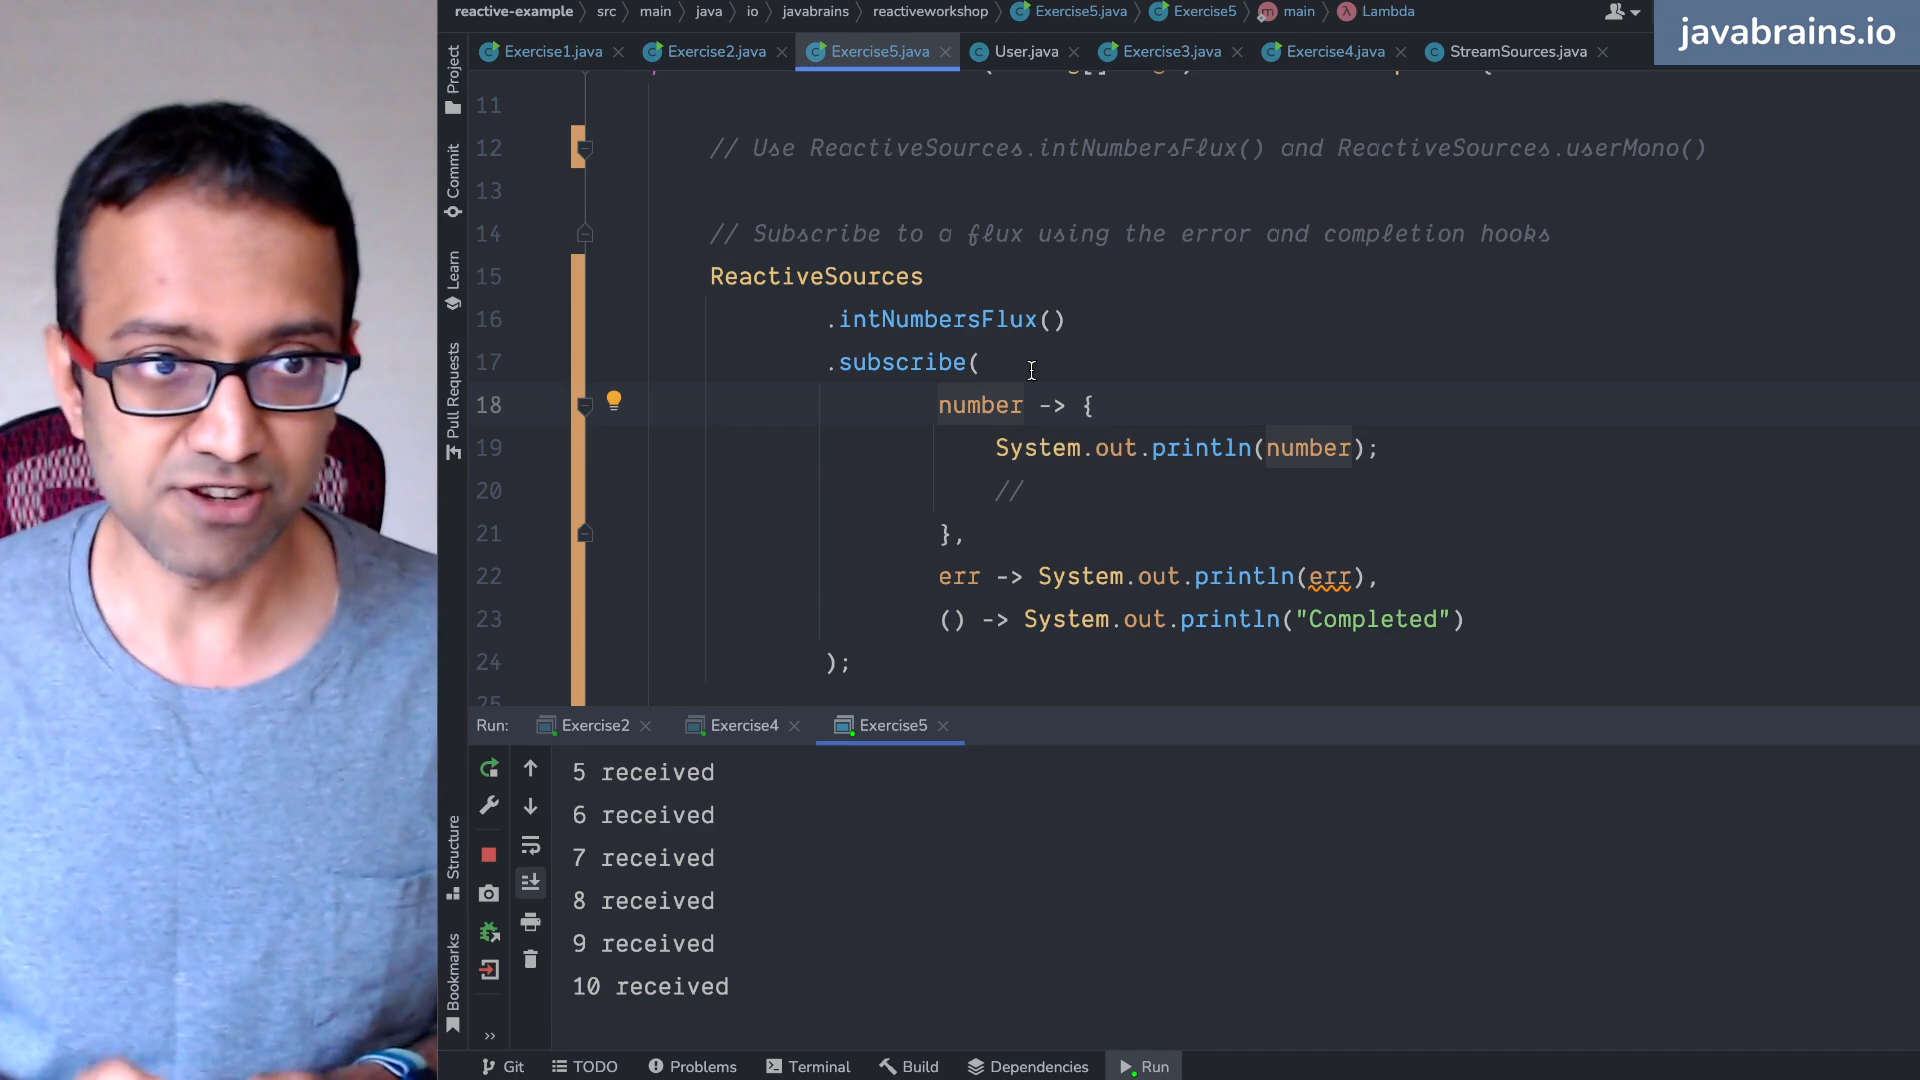 reactive-example > src > main > java > io > javabrains > reactiveworkshop > Exercise5.java > Exercise5 > main > Lambda
javabrains.io
Exercise1.java Exercise2.java Exercise5.java User.java Exercise3.java Exercise4.java StreamSources.java
Project
Commit
Learn
Pull Requests
Structure
Bookmarks
11
12 // Use ReactiveSources.intNumbersFlux() and ReactiveSources.userMono()
13
14 // Subscribe to a flux using the error and completion hooks
15 ReactiveSources
16 .intNumbersFlux()
17 .subscribe(
18 number -> {
19 System.out.println(number);
20 //
21 },
22 err -> System.out.println(err),
23 () -> System.out.println("Completed")
24 );
25
Run: Exercise2 Exercise4 Exercise5
5 received
6 received
7 received
8 received
9 received
10 received
Git TODO Problems Terminal Build Dependencies Run